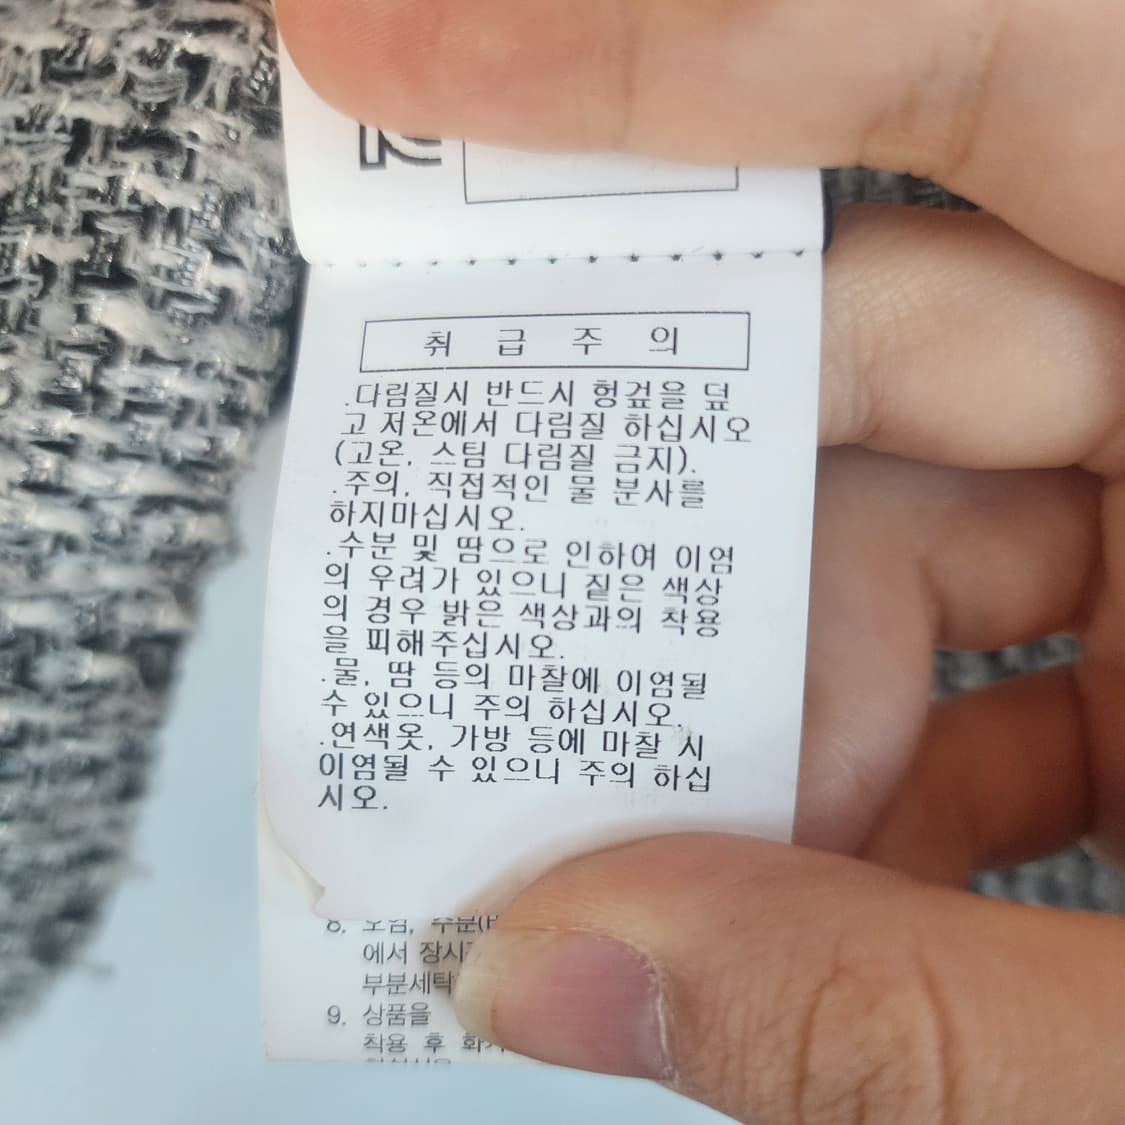 취 급 주 의
.다림질시 반드시 헝겊을 덮
고 저온에서 다림질 하십시오
(고온, 스팀 다림질 금지).
.주의, 직접적인 물 분사를
하지마십시오.
.수분 및 땀으로 인하여 이염
의 우려가 있으니 짙은 색상
의 경우 밝은 색상과의 착용
을 피해주십시오.
.물, 땀 등의 마찰에 이염될
수 있으니 주의 하십시오.
.연색옷, 가방 등에 마찰 시
이염될 수 있으니 주의 하십
시오.
8. 오염,
에서
부분세탁
9. 상품을
착용 후